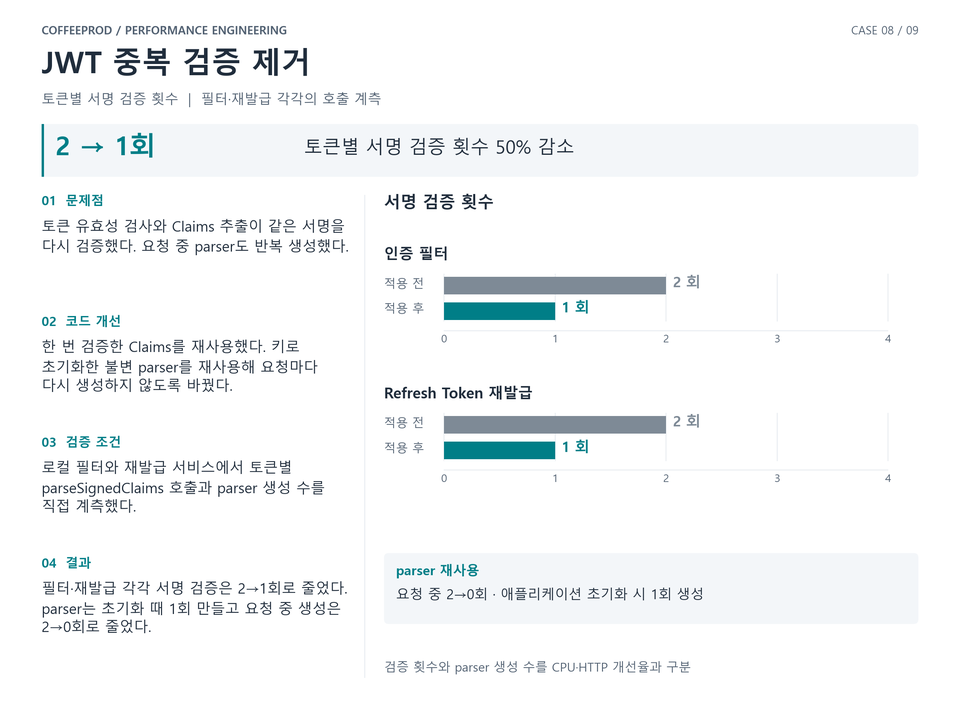 COFFEEPROD / PERFORMANCE ENGINEERING
CASE 08 / 09
JWT 중복 검증 제거
토큰별 서명 검증 횟수 | 필터·재발급 각각의 호출 계측
2 → 1회
토큰별 서명 검증 횟수 50% 감소
01 문제점
토큰 유효성 검사와 Claims 추출이 같은 서명을
다시 검증했다. 요청 중 parser도 반복 생성했다.
02 코드 개선
한 번 검증한 Claims를 재사용했다. 키로
초기화한 불변 parser를 재사용해 요청마다
다시 생성하지 않도록 바꿨다.
03 검증 조건
로컬 필터와 재발급 서비스에서 토큰별
parseSignedClaims 호출과 parser 생성 수를
직접 계측했다.
04 결과
필터·재발급 각각 서명 검증은 2→1회로 줄었다.
parser는 초기화 때 1회 만들고 요청 중 생성은
2→0회로 줄었다.
서명 검증 횟수
인증 필터
적용 전
2 회
적용 후
1 회
0 1 2 3 4
Refresh Token 재발급
적용 전
2 회
적용 후
1 회
0 1 2 3 4
parser 재사용
요청 중 2→0회 · 애플리케이션 초기화 시 1회 생성
검증 횟수와 parser 생성 수를 CPU·HTTP 개선율과 구분